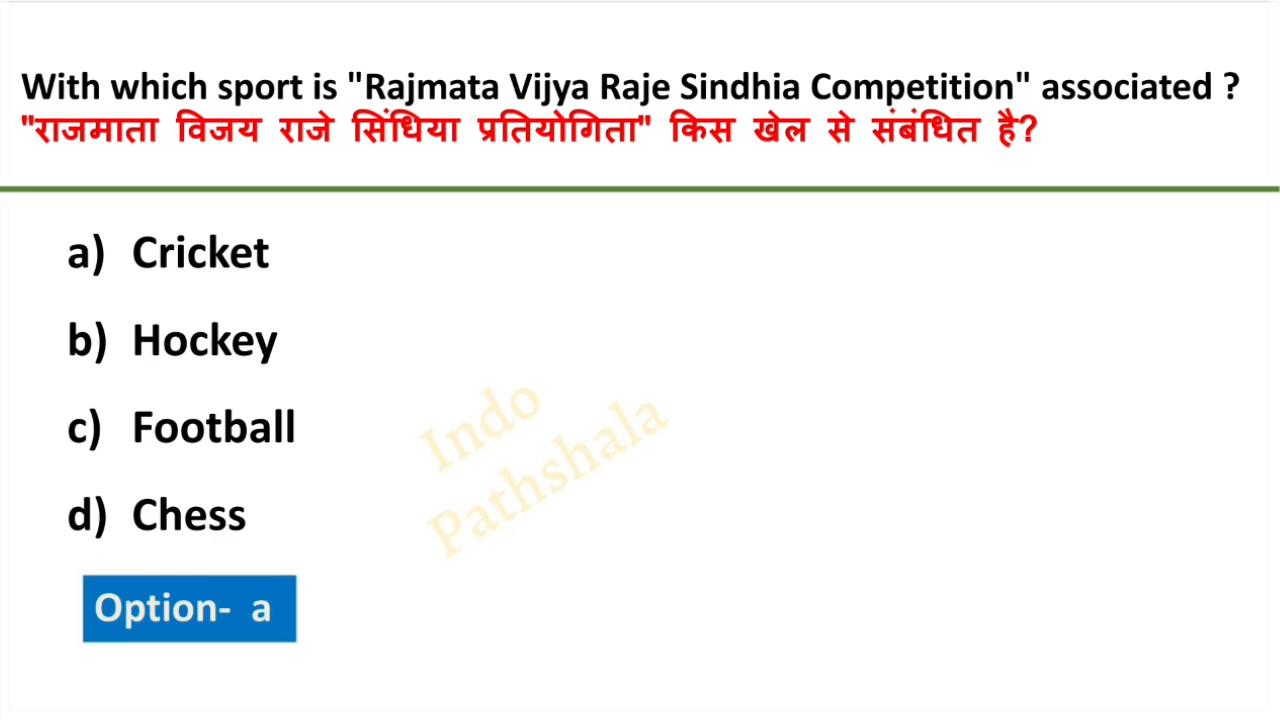 With which sport is "Rajmata Vijya Raje Sindhia Competition" associated ?
"राजमाता विजय राजे सिंधिया प्रतियोगिता" किस खेल से संबंधित है?
a) Cricket
b) Hockey
c) Football
d) Chess
Indo
Pathshala
Option- a